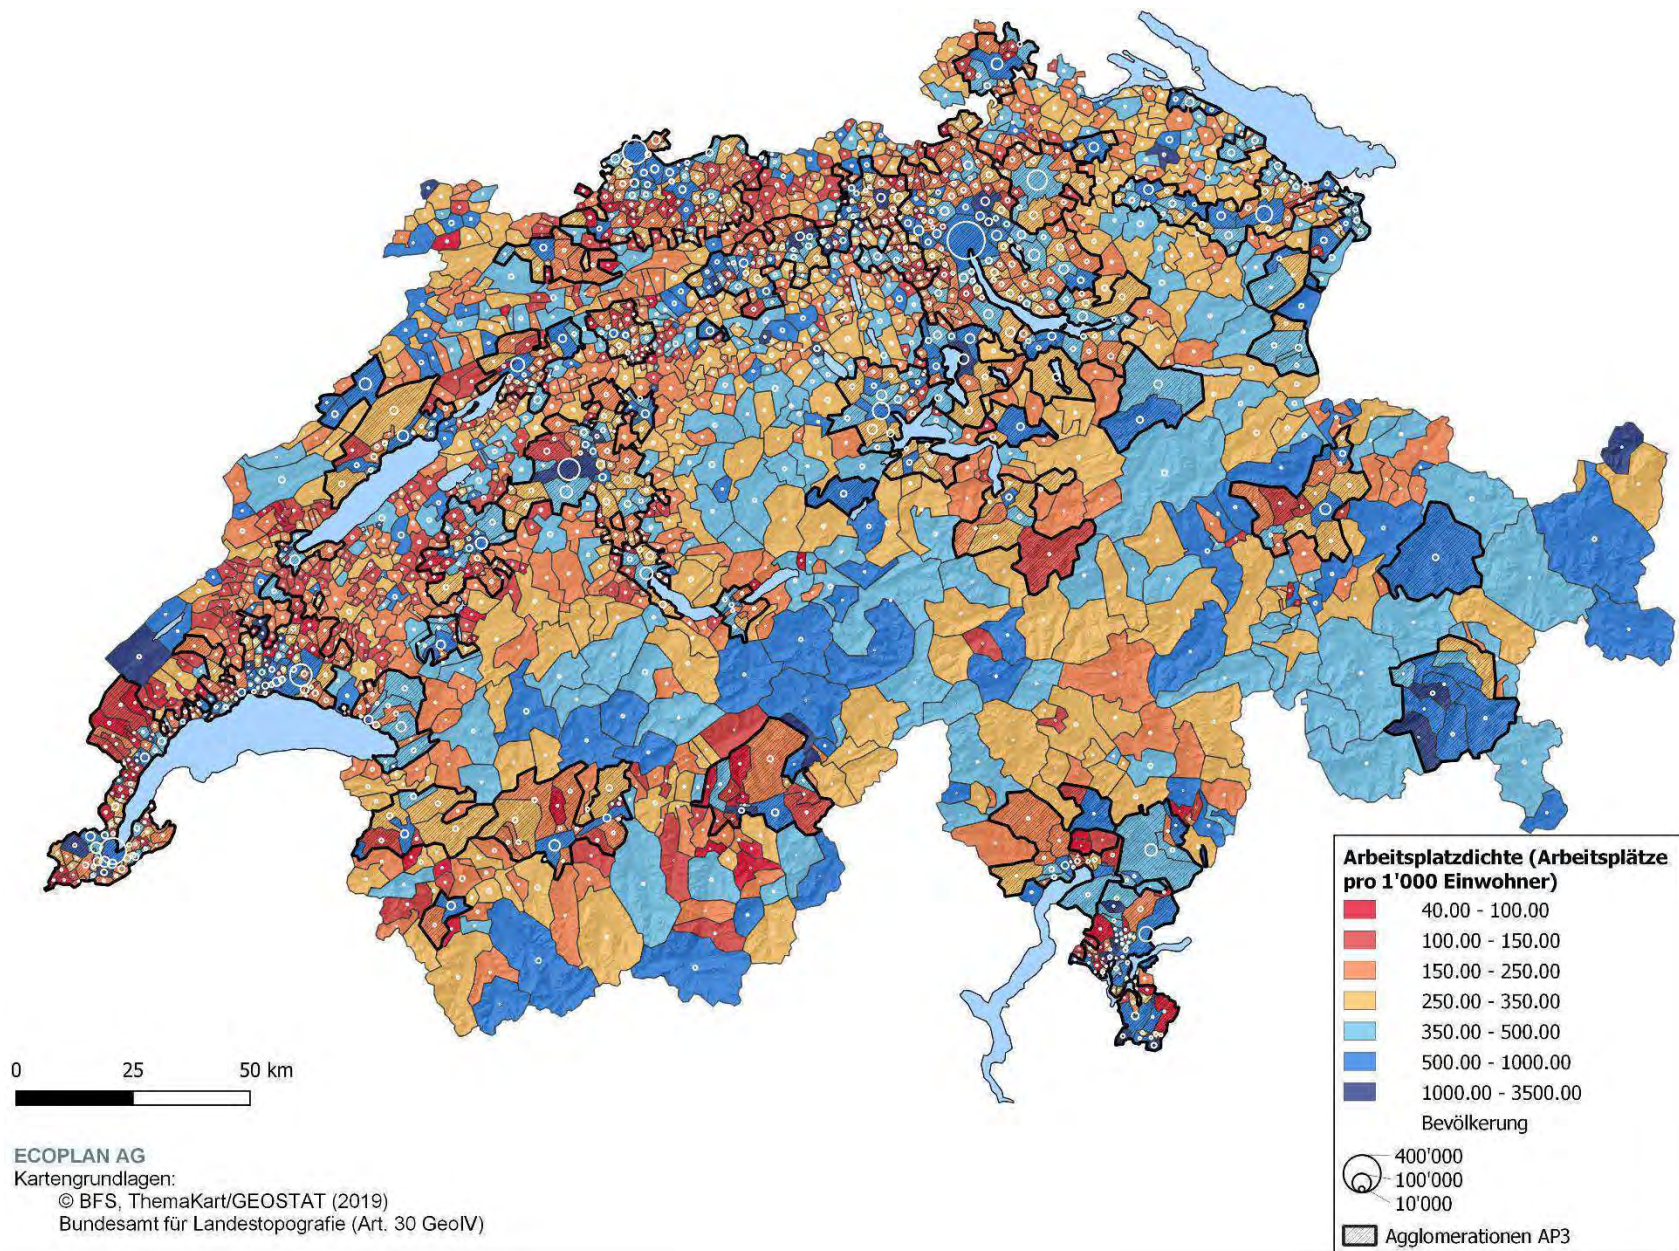 Arbeitsplatzdichte (Arbeitsplätze
pro 1'000 Einwohner)
40.00 - 100.00
100.00 - 150.00
150.00 - 250.00
250.00 - 350.00
350.00 - 500.00
500.00 - 1000.00
1000.00 - 3500.00
Bevölkerung
400'000
100'000
10'000
Agglomerationen AP3
0 25 50 km
ECOPLAN AG
Kartengrundlagen:
© BFS, ThemaKart/GEOSTAT (2019)
Bundesamt für Landestopografie (Art. 30 GeoIV)